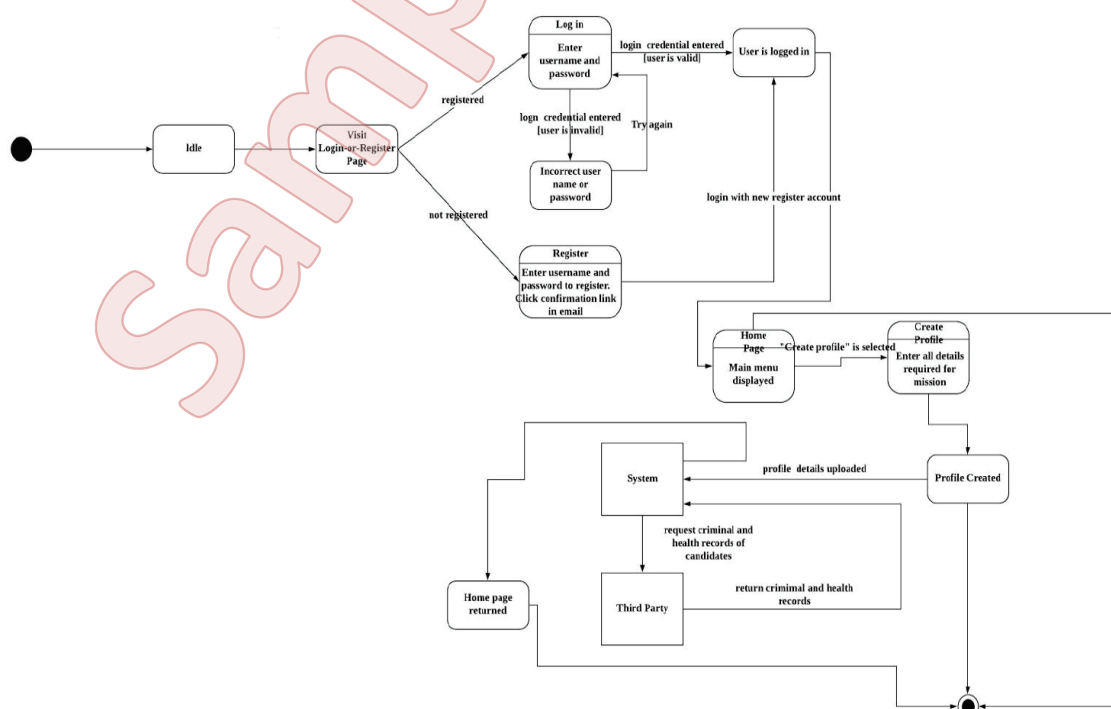 Log in
Enter
username and
password
login  credential entered
[user is valid]
User is logged in
registered
logn  credential entered
[user is invalid]
Try again
Idle
Visit
Login-or-Register
Page
Incorrect user
name or
password
login with new register account
not registered
Register
Enter username and
password to register.
Click confirmation link
in email
Home
Page
Main menu
displayed
"Create profile" is selected
Create
Profile
Enter all details
required for
mission
System
profile  details uploaded
Profile Created
request criminal and
health records of
candidates
Home page
returned
Third Party
return crimimal and health
records
Samp